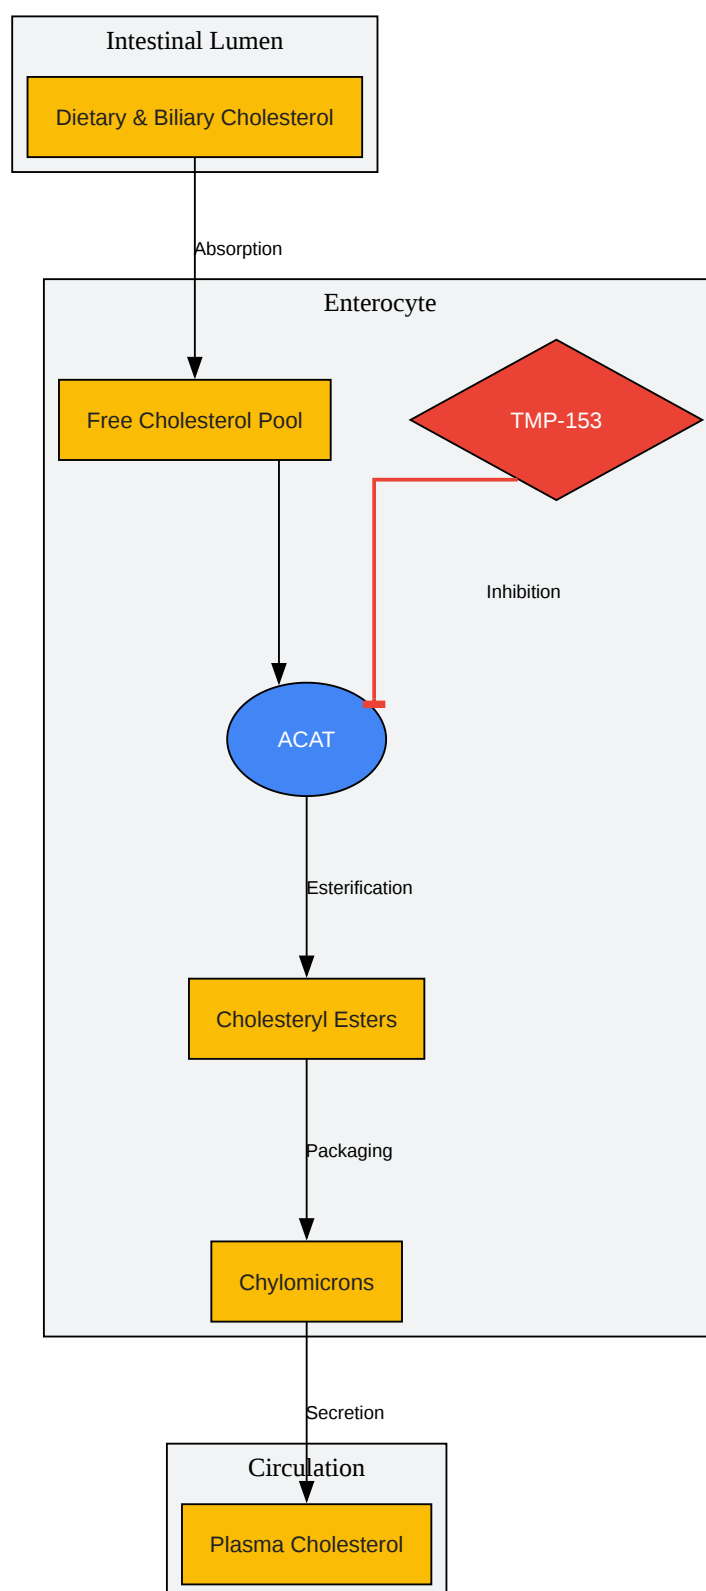 Intestinal Lumen
Dietary & Biliary Cholesterol
Absorption
Enterocyte
Free Cholesterol Pool
TMP-153
Inhibition
ACAT
Esterification
Cholesteryl Esters
Packaging
Chylomicrons
Secretion
Circulation
Plasma Cholesterol